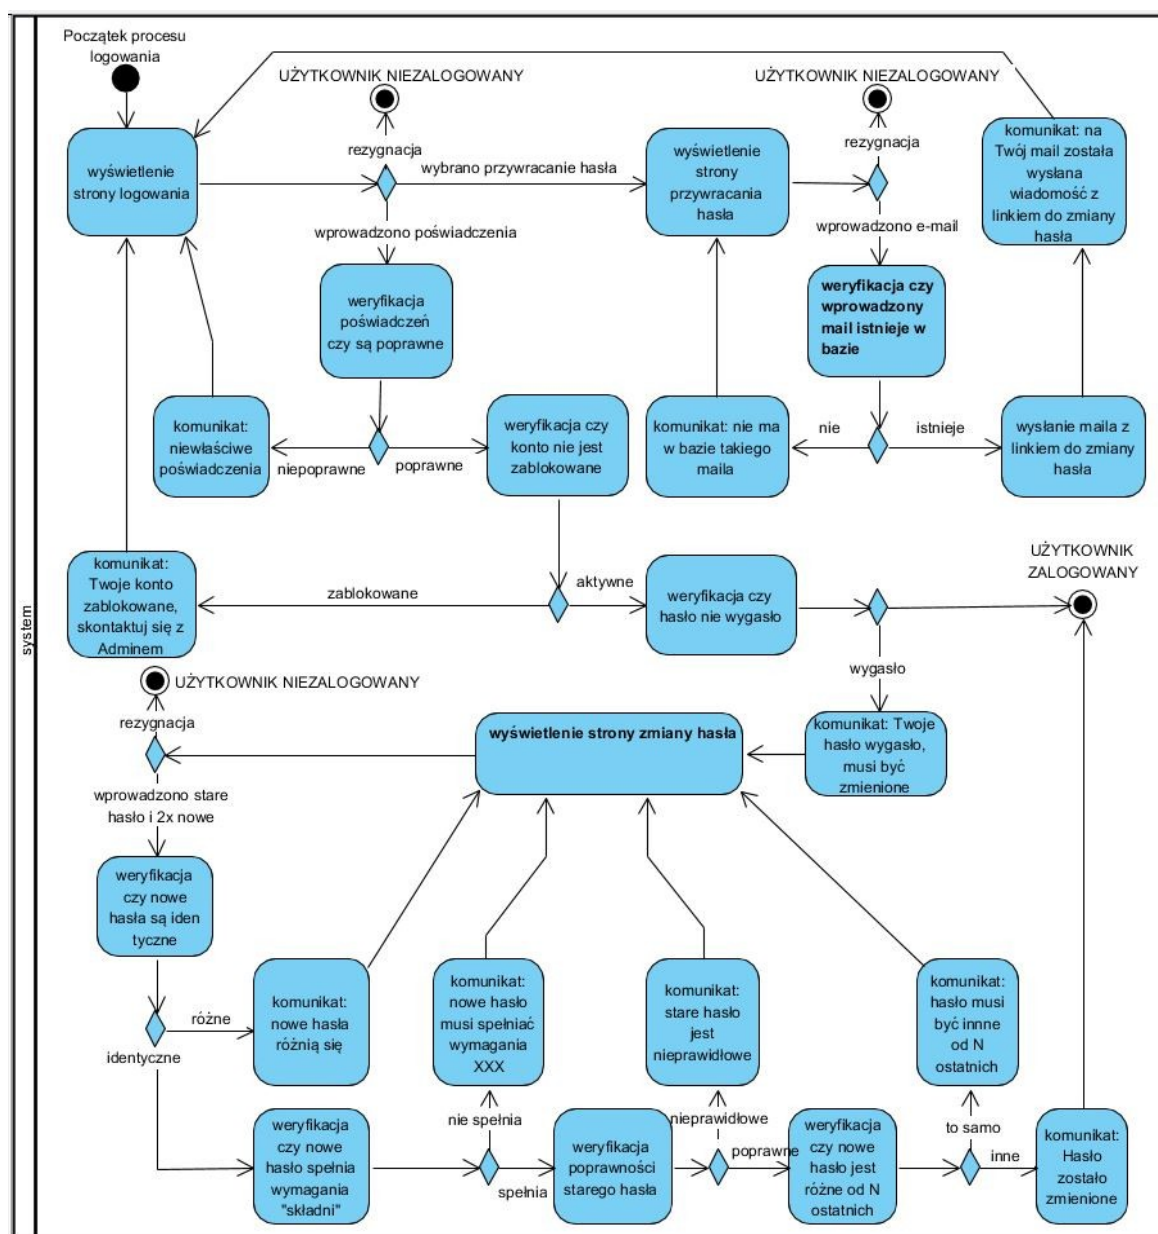 Początek procesu
logowania
UŻYTKOWNIK NIEZALOGOWANY
UŻYTKOWNIK NIEZALOGOWANY
wyświetlenie
strony logowania
rezygnacja
wybrano przywracanie hasła
wprowadzono poświadczenia
wyświetlenie
strony
przywracania
hasła
rezygnacja
wprowadzono e-mail
komunikat: na
Twój mail została
wysłana
wiadomość z
linkiem do zmiany
hasła
weryfikacja
poświadczeń
czy są poprawne
weryfikacja czy
wprowadzony
mail istnieje w
bazie
komunikat:
niewłaściwe
poświadczenia
niepoprawne
poprawne
weryfikacja czy
konto nie jest
zablokowane
komunikat: nie ma
w bazie takiego
maila
nie
istnieje
wysłanie maila z
linkiem do zmiany
hasła
komunikat:
Twoje konto
zablokowane,
skontaktuj się z
Adminem
zablokowane
aktywne
weryfikacja czy
hasło nie wygasło
UŻYTKOWNIK
ZALOGOWANY
system
wygasło
UŻYTKOWNIK NIEZALOGOWANY
rezygnacja
wyświetlenie strony zmiany hasła
komunikat: Twoje
hasło wygasło,
musi być
zmienione
wprowadzono stare
hasło i 2x nowe
weryfikacja
czy nowe
hasła są iden
tyczne
różne
identyczne
komunikat:
nowe hasła
różnią się
komunikat:
nowe hasło
musi spełniać
wymagania
XXX
komunikat:
stare hasło
jest
nieprawidłowe
komunikat:
hasło musi
być innne
od N
ostatnich
weryfikacja
czy nowe
hasło spełnia
wymagania
"składni"
nie spełnia
spełnia
weryfikacja
poprawności
starego hasła
nieprawidłowe
poprawne
weryfikacja
czy nowe
hasło jest
różne od N
ostatnich
to samo
inne
komunikat:
Hasło
zostało
zmienione